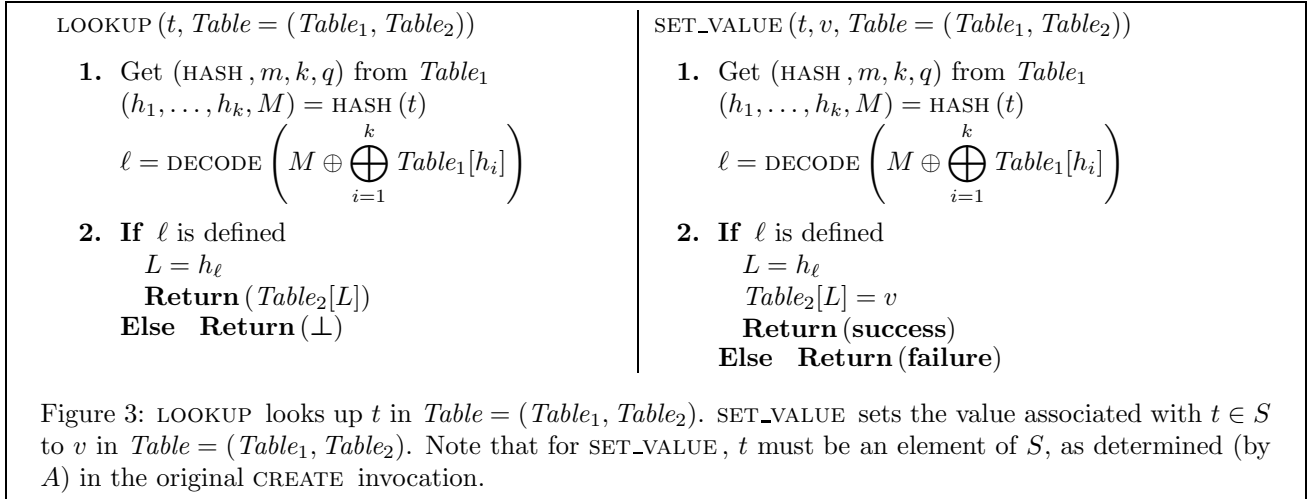 LOOKUP (t, Table = (Table₁, Table₂))
1. Get (HASH, m, k, q) from Table₁
(h₁, . . . , hₖ, M) = HASH (t)
ℓ = DECODE (M ⊕ ⨁ᵢ₌₁ᵏ Table₁[hᵢ])
2. If ℓ is defined
L = h_ℓ
Return (Table₂[L])
Else Return (⊥)
SET_VALUE (t, v, Table = (Table₁, Table₂))
1. Get (HASH, m, k, q) from Table₁
(h₁, . . . , hₖ, M) = HASH (t)
ℓ = DECODE (M ⊕ ⨁ᵢ₌₁ᵏ Table₁[hᵢ])
2. If ℓ is defined
L = h_ℓ
Table₂[L] = v
Return (success)
Else Return (failure)
Figure 3: LOOKUP looks up t in Table = (Table₁, Table₂). SET_VALUE sets the value associated with t ∈ S
to v in Table = (Table₁, Table₂). Note that for SET_VALUE, t must be an element of S, as determined (by
A) in the original CREATE invocation.